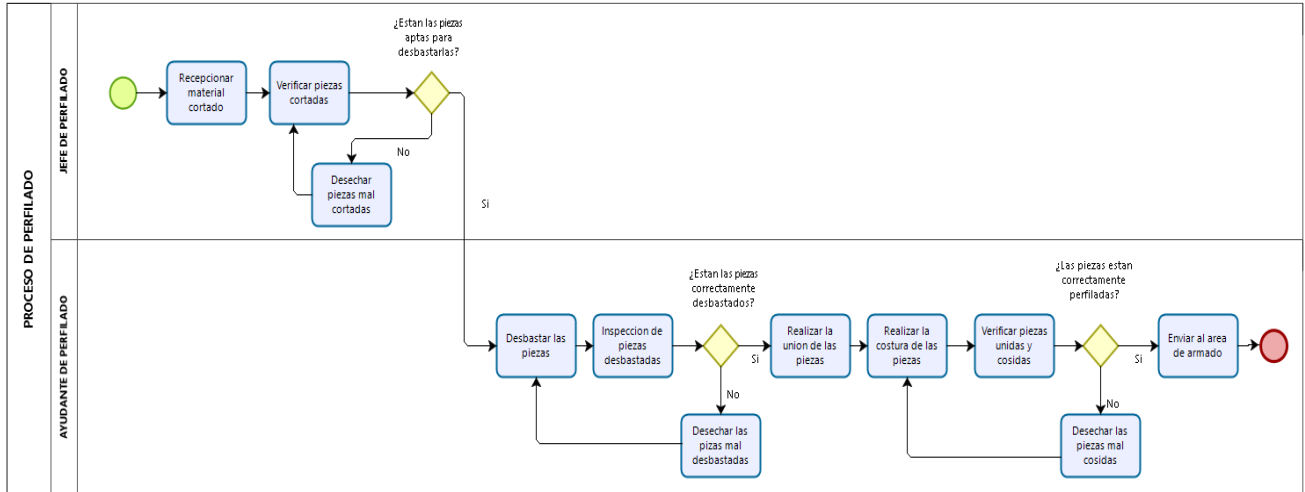 PROCESO DE PERFILADO
JEFE DE PERFILADO
Recepcionar
material
cortado
Verificar piezas
cortadas
¿Estan las piezas
aptas para
desbastarlas?
No
Desechar
piezas mal
cortadas
Si
AYUDANTE DE PERFILADO
Desbastar las
piezas
Inspeccion de
piezas
desbastadas
¿Estan las piezas
correctamente
desbastados?
Si
No
Desechar las
pizas mal
desbastadas
Realizar la
union de las
piezas
Realizar la
costura de las
piezas
Verificar piezas
unidas y
cosidas
¿Las piezas estan
correctamente
perfiladas?
Si
No
Desechar las
piezas mal
cosidas
Enviar al area
de armado